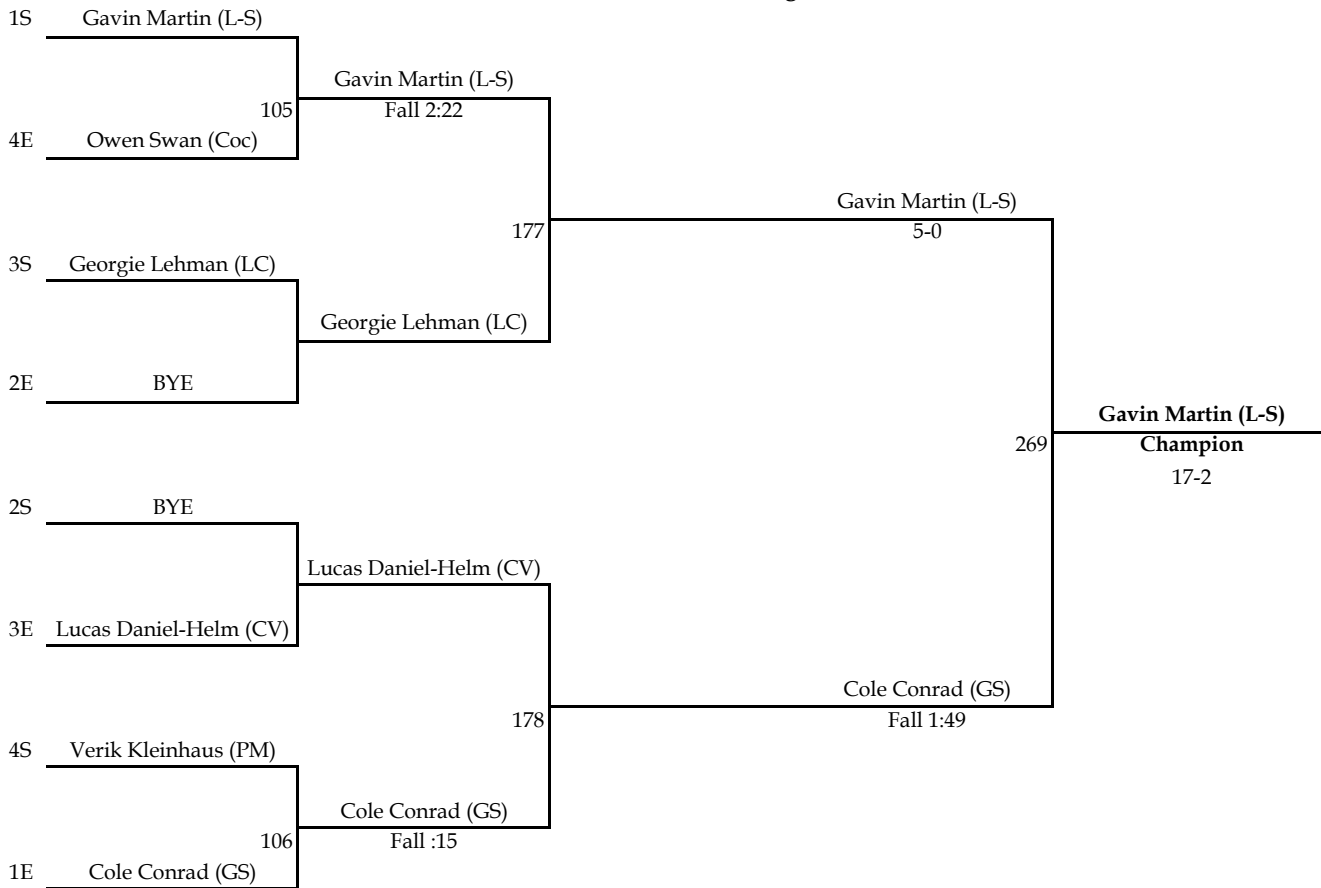 g
1S Gavin Martin (L-S)
Gavin Martin (L-S)
105 Fall 2:22
4E Owen Swan (Coc)
Gavin Martin (L-S)
177 5-0
3S Georgie Lehman (LC)
Georgie Lehman (LC)
2E BYE
Gavin Martin (L-S)
269 Champion
17-2
2S BYE
Lucas Daniel-Helm (CV)
3E Lucas Daniel-Helm (CV)
Cole Conrad (GS)
178 Fall 1:49
4S Verik Kleinhaus (PM)
Cole Conrad (GS)
106 Fall :15
1E Cole Conrad (GS)